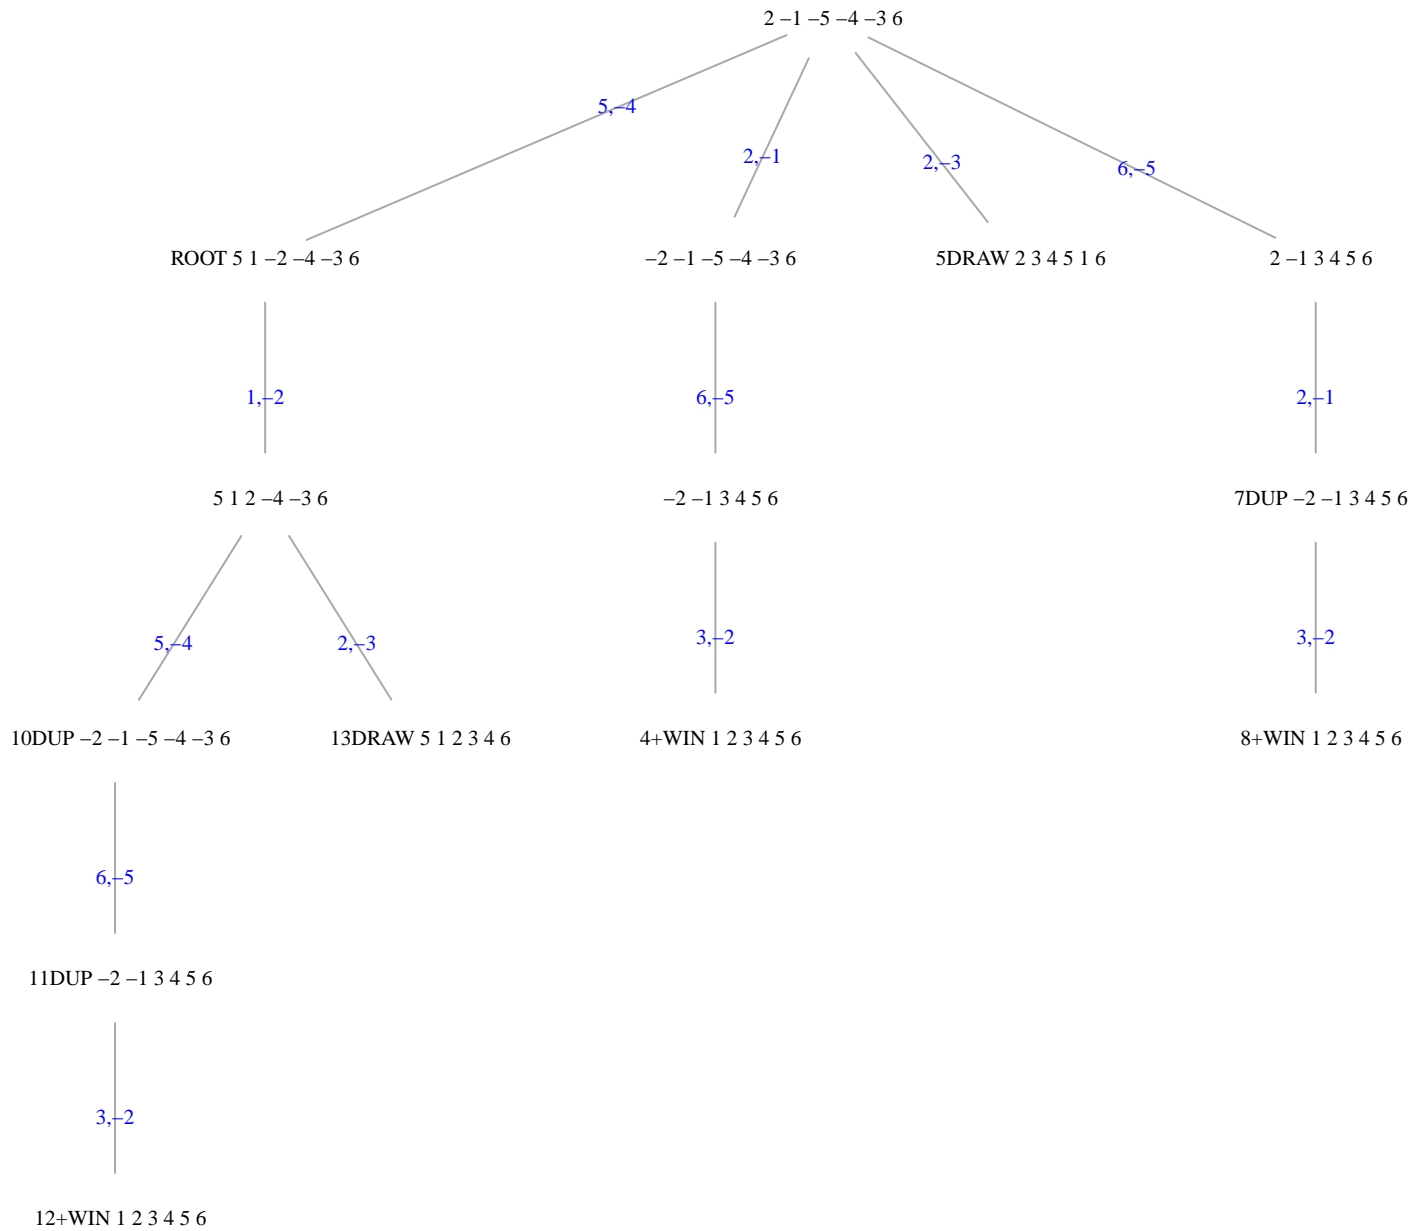 2 –1 –5 –4 –3 6
5,–4
2,–1
2,–3
6,–5
ROOT 5 1 –2 –4 –3 6
–2 –1 –5 –4 –3 6
5DRAW 2 3 4 5 1 6
2 –1 3 4 5 6
1,–2
6,–5
2,–1
5 1 2 –4 –3 6
–2 –1 3 4 5 6
7DUP –2 –1 3 4 5 6
5,–4
2,–3
3,–2
3,–2
10DUP –2 –1 –5 –4 –3 6
13DRAW 5 1 2 3 4 6
4+WIN 1 2 3 4 5 6
8+WIN 1 2 3 4 5 6
6,–5
11DUP –2 –1 3 4 5 6
3,–2
12+WIN 1 2 3 4 5 6